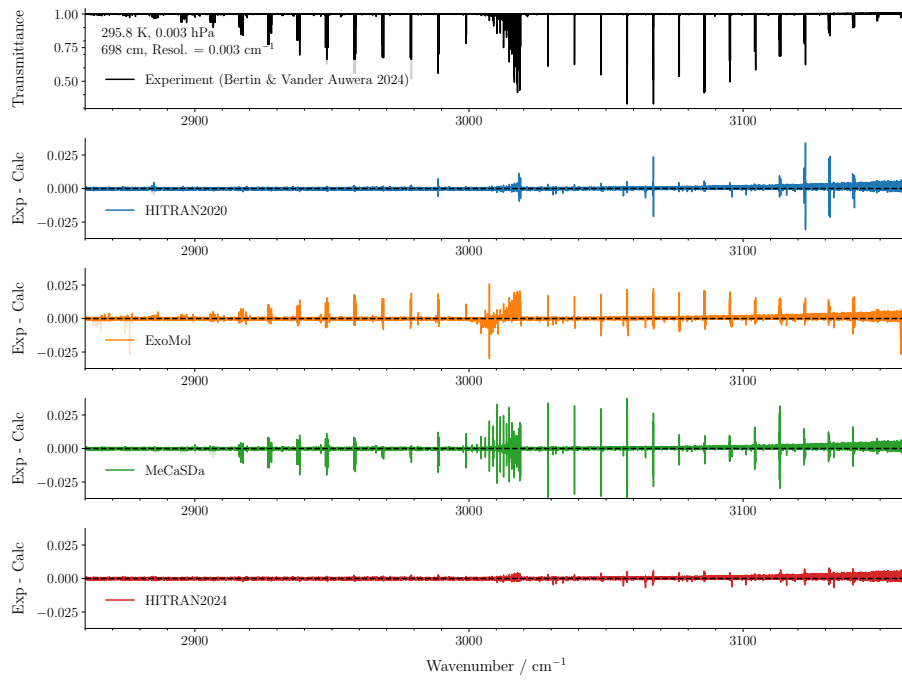 Transmittance
1.00
0.75
0.50
295.8 K, 0.003 hPa
698 cm, Resol. = 0.003 cm⁻¹
Experiment (Bertin & Vander Auwera 2024)
2900
3000
3100
Exp - Calc
0.025
0.000
−0.025
HITRAN2020
2900
3000
3100
Exp - Calc
0.025
0.000
−0.025
ExoMol
2900
3000
3100
Exp - Calc
0.025
0.000
−0.025
MeCaSDa
2900
3000
3100
Exp - Calc
0.025
0.000
−0.025
HITRAN2024
2900
3000
3100
Wavenumber / cm⁻¹